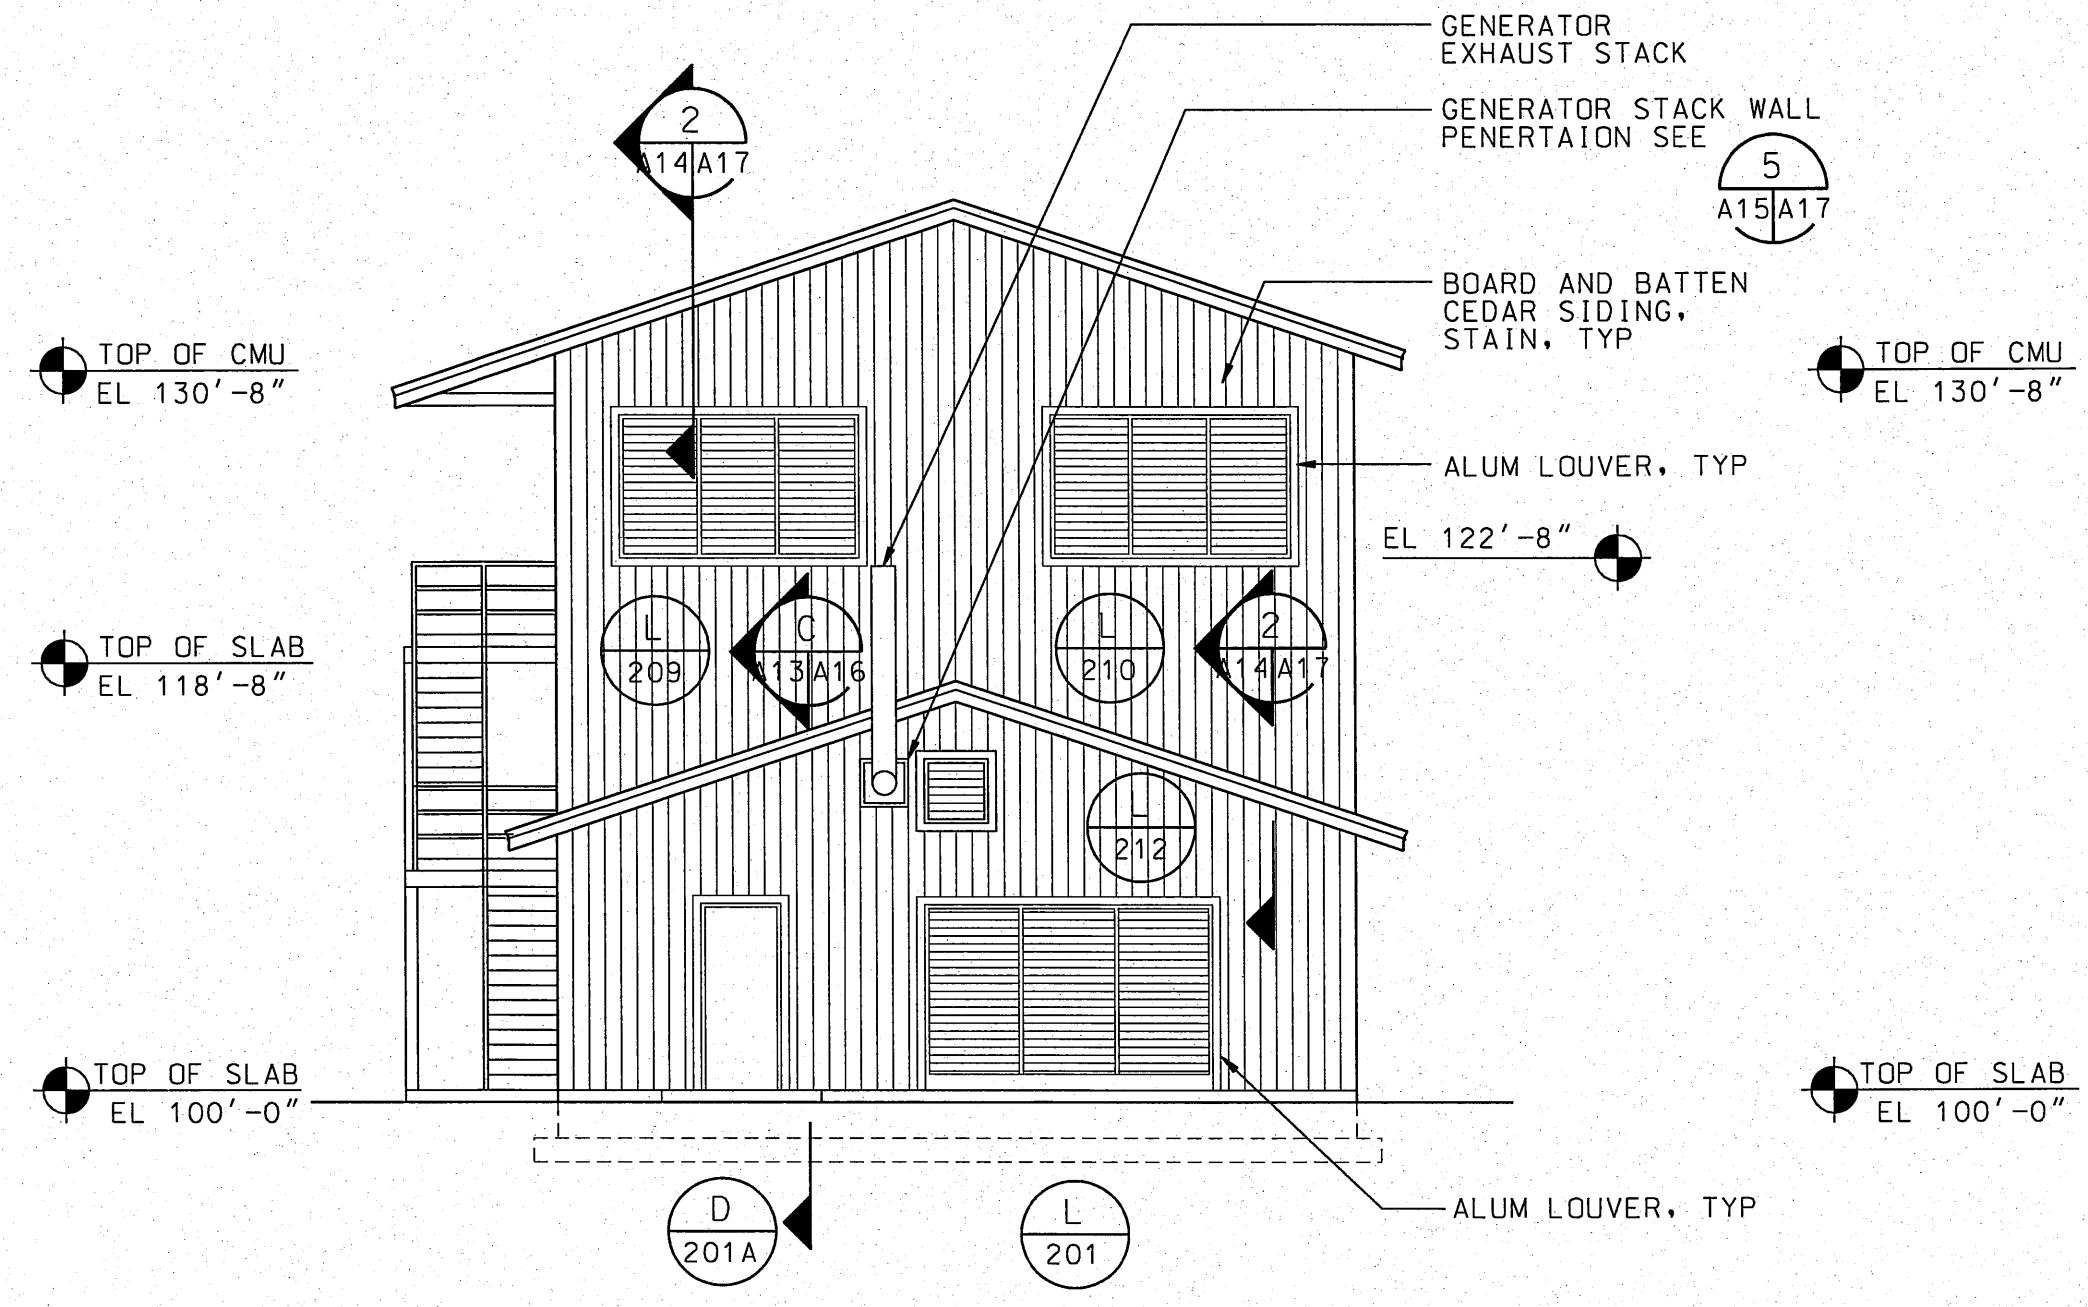 GENERATOR
EXHAUST STACK
GENERATOR STACK WALL
PENERTAION SEE
5
A15 A17
2
A14 A17
BOARD AND BATTEN
CEDAR SIDING,
STAIN, TYP
TOP OF CMU
EL 130'-8"
TOP OF CMU
EL 130'-8"
ALUM LOUVER, TYP
EL 122'-8"
TOP OF SLAB
EL 118'-8"
L
209
C
A13 A16
L
210
2
A14 A17
L
212
TOP OF SLAB
EL 100'-0"
TOP OF SLAB
EL 100'-0"
D
201A
L
201
ALUM LOUVER, TYP